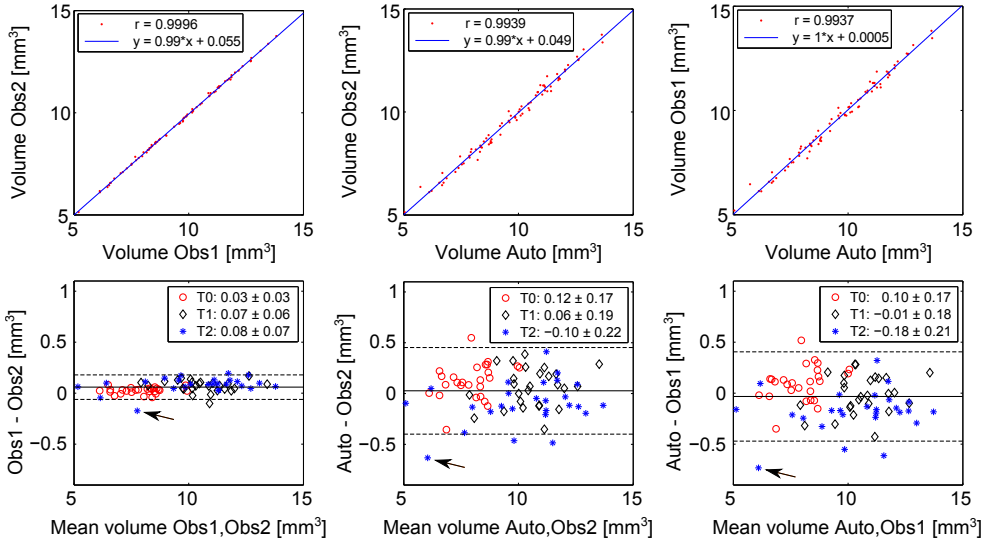 r = 0.9996
y = 0.99*x + 0.055
15
10
5
5 10 15
Volume Obs2 [mm³]
Volume Obs1 [mm³]
r = 0.9939
y = 0.99*x + 0.049
15
10
5
5 10 15
Volume Obs2 [mm³]
Volume Auto [mm³]
r = 0.9937
y = 1*x + 0.0005
15
10
5
5 10 15
Volume Obs1 [mm³]
Volume Auto [mm³]
T0: 0.03 ± 0.03
T1: 0.07 ± 0.06
T2: 0.08 ± 0.07
1
0.5
0
−0.5
5 10 15
Obs1 - Obs2 [mm³]
Mean volume Obs1,Obs2 [mm³]
T0: 0.12 ± 0.17
T1: 0.06 ± 0.19
T2: −0.10 ± 0.22
1
0.5
0
−0.5
5 10 15
Auto - Obs2 [mm³]
Mean volume Auto,Obs2 [mm³]
T0: 0.10 ± 0.17
T1: −0.01 ± 0.18
T2: −0.18 ± 0.21
1
0.5
0
−0.5
5 10 15
Auto - Obs1 [mm³]
Mean volume Auto,Obs1 [mm³]